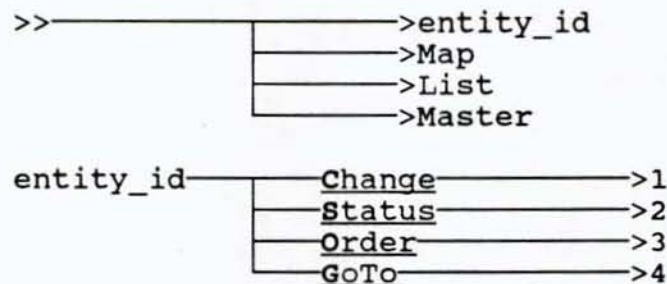 >> >entity_id
>Map
>List
>Master
entity_id Change >1
Status >2
Order >3
GoTo >4